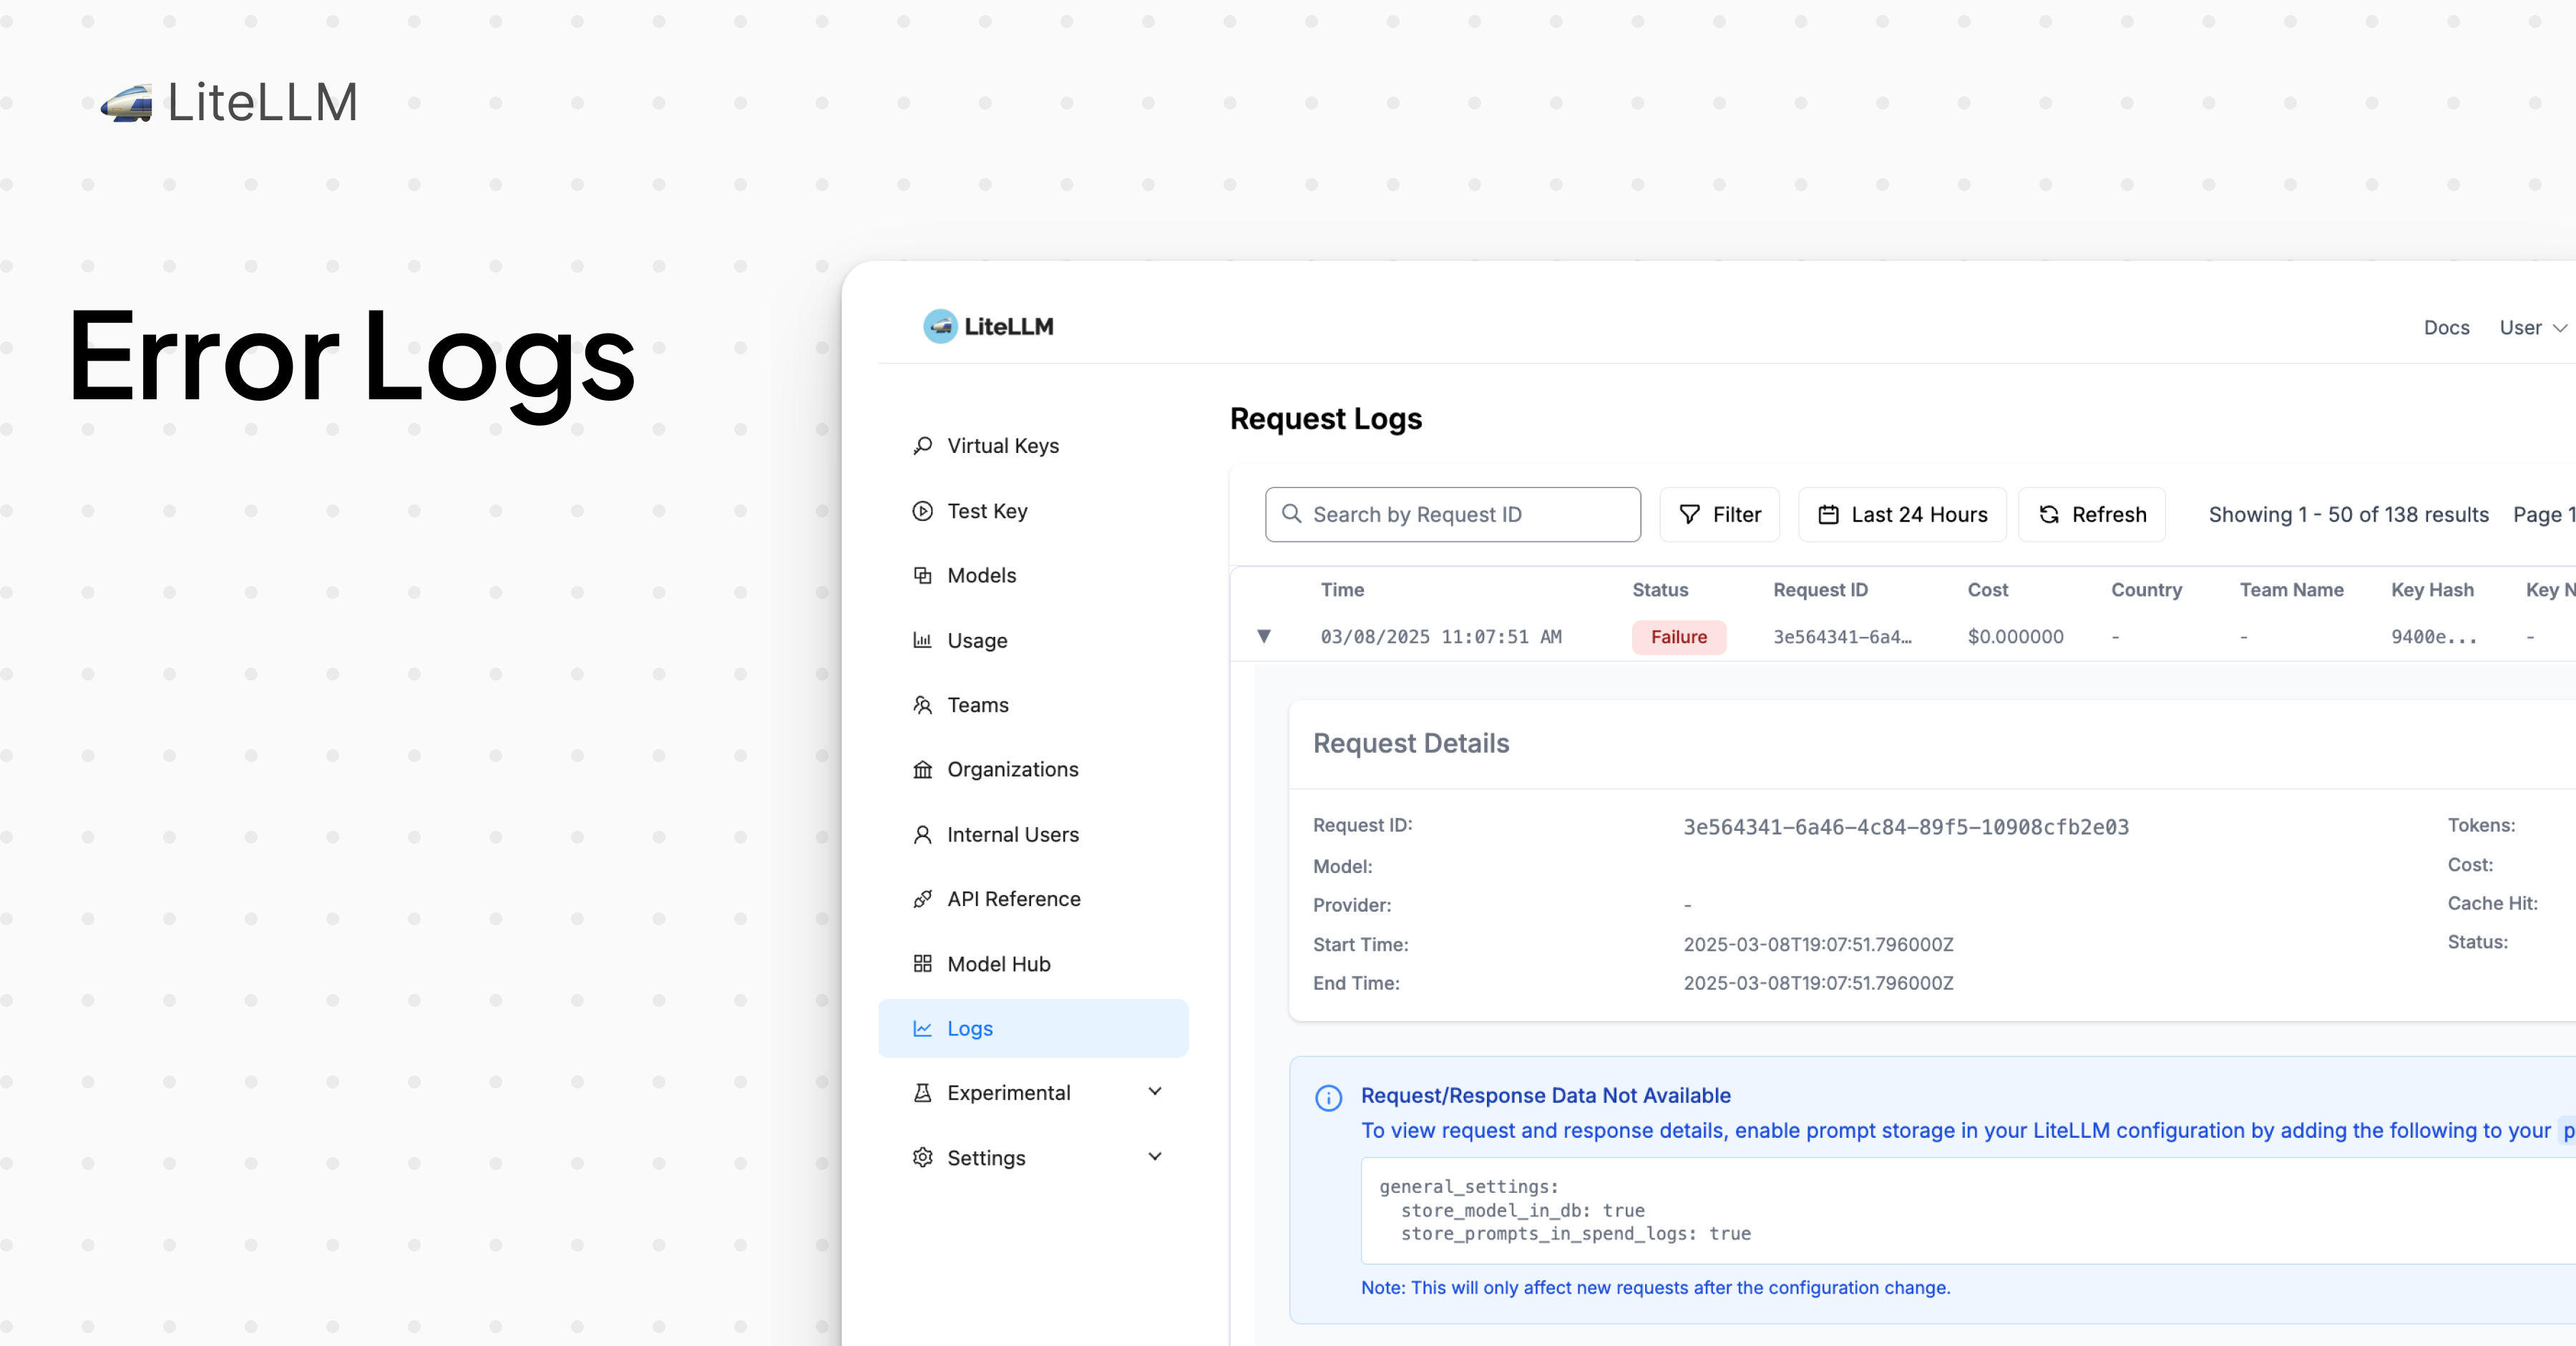 LiteLLM
Error Logs
LiteLLM
Docs User
Virtual Keys
Test Key
Models
Usage
Teams
Organizations
Internal Users
API Reference
Model Hub
Logs
Experimental
Settings
Request Logs
Search by Request ID Filter Last 24 Hours Refresh Showing 1 - 50 of 138 results Page 1
Time Status Request ID Cost Country Team Name Key Hash Key N
03/08/2025 11:07:51 AM Failure 3e564341-6a4… $0.000000 - - 9400e... -
Request Details
Request ID: 3e564341-6a46-4c84-89f5-10908cfb2e03 Tokens:
Model: Cost:
Provider: - Cache Hit:
Start Time: 2025-03-08T19:07:51.796000Z Status:
End Time: 2025-03-08T19:07:51.796000Z
Request/Response Data Not Available
To view request and response details, enable prompt storage in your LiteLLM configuration by adding the following to your p
general_settings:
  store_model_in_db: true
  store_prompts_in_spend_logs: true
Note: This will only affect new requests after the configuration change.